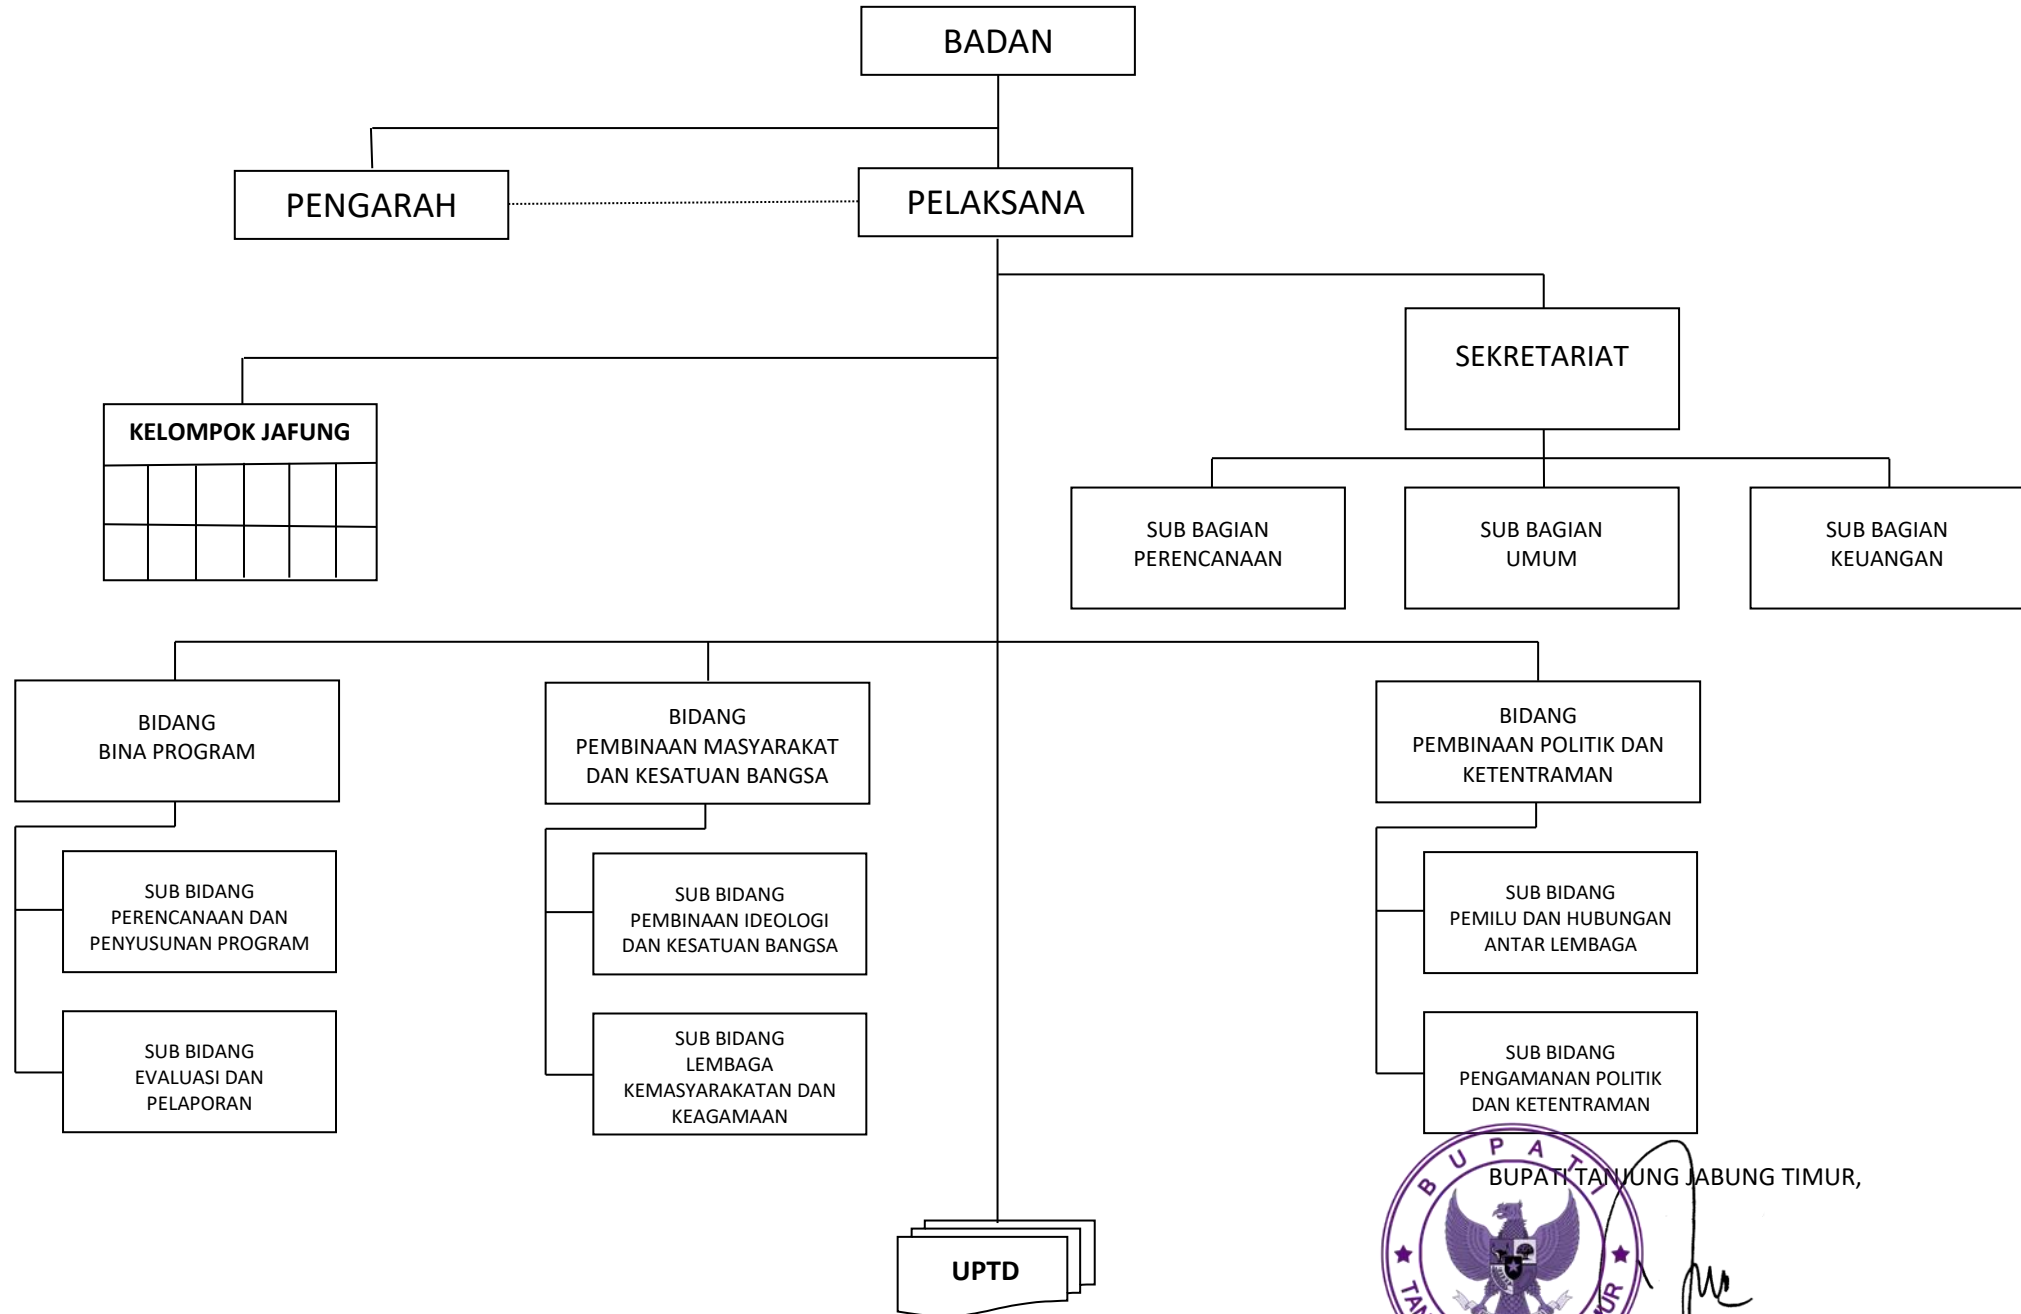 BADAN
PENGARAH
PELAKSANA
SEKRETARIAT
KELOMPOK JAFUNG
SUB BAGIAN
PERENCANAAN
SUB BAGIAN
UMUM
SUB BAGIAN
KEUANGAN
BIDANG
BINA PROGRAM
BIDANG
PEMBINAAN MASYARAKAT
DAN KESATUAN BANGSA
BIDANG
PEMBINAAN POLITIK DAN
KETENTRAMAN
SUB BIDANG
PERENCANAAN DAN
PENYUSUNAN PROGRAM
SUB BIDANG
PEMBINAAN IDEOLOGI
DAN KESATUAN BANGSA
SUB BIDANG
PEMILU DAN HUBUNGAN
ANTAR LEMBAGA
SUB BIDANG
EVALUASI DAN
PELAPORAN
SUB BIDANG
LEMBAGA
KEMASYARAKATAN DAN
KEAGAMAAN
SUB BIDANG
PENGAMANAN POLITIK
DAN KETENTRAMAN
BUPATI TANJUNG JABUNG TIMUR,
BUPATI
UPTD